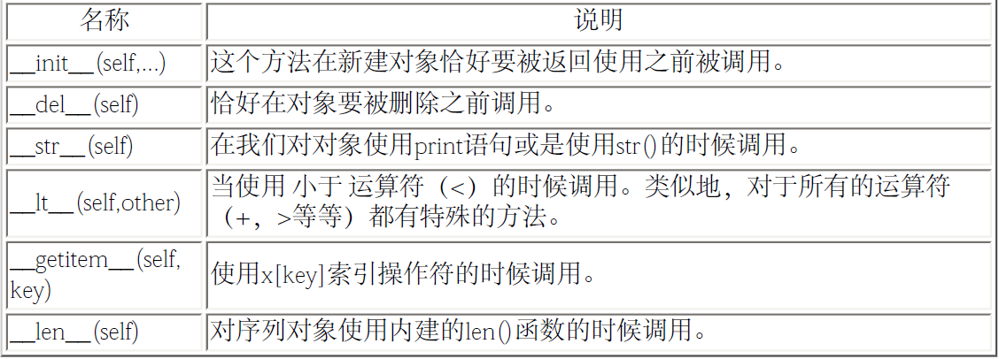 名称
说明
__init__(self,...)
这个方法在新建对象恰好要被返回使用之前被调用。
__del__(self)
恰好在对象要被删除之前调用。
__str__(self)
在我们对对象使用print语句或是使用str()的时候调用。
__lt__(self,other)
当使用 小于 运算符（<）的时候调用。类似地，对于所有的运算符
（+，>等等）都有特殊的方法。
__getitem__(self,
key)
使用x[key]索引操作符的时候调用。
__len__(self)
对序列对象使用内建的len()函数的时候调用。